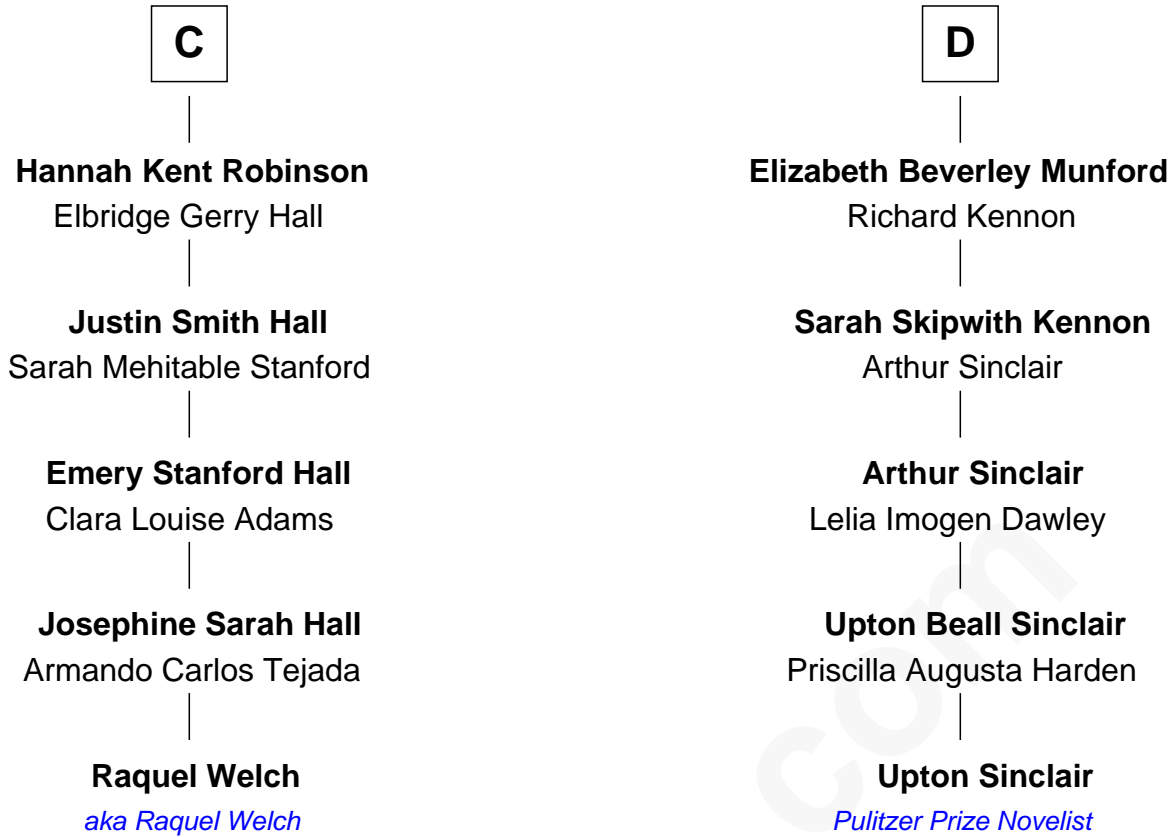 C
Hannah Kent Robinson
Elbridge Gerry Hall
Justin Smith Hall
Sarah Mehitable Stanford
Emery Stanford Hall
Clara Louise Adams
Josephine Sarah Hall
Armando Carlos Tejada
Raquel Welch
aka Raquel Welch
D
Elizabeth Beverley Munford
Richard Kennon
Sarah Skipwith Kennon
Arthur Sinclair
Arthur Sinclair
Lelia Imogen Dawley
Upton Beall Sinclair
Priscilla Augusta Harden
Upton Sinclair
Pulitzer Prize Novelist
com